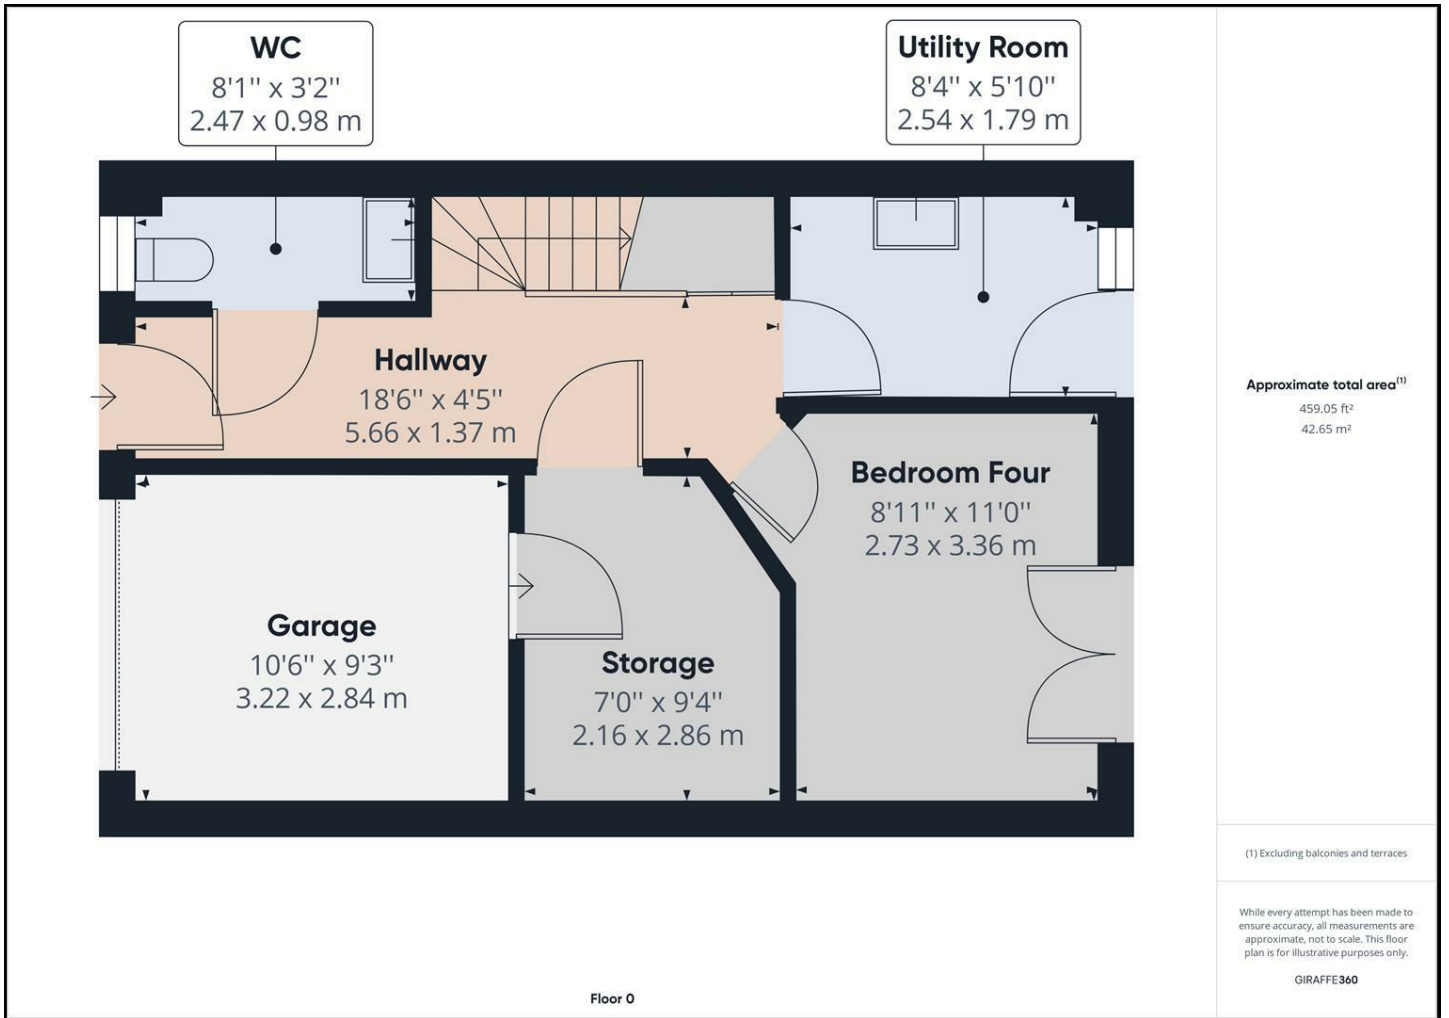 WC
8'1'' x 3'2''
2.47 x 0.98 m
Utility Room
8'4'' x 5'10''
2.54 x 1.79 m
Hallway
18'6'' x 4'5''
5.66 x 1.37 m
Bedroom Four
8'11'' x 11'0''
2.73 x 3.36 m
Garage
10'6'' x 9'3''
3.22 x 2.84 m
Storage
7'0'' x 9'4''
2.16 x 2.86 m
Floor 0
Approximate total area(1)
459.05 ft²
42.65 m²
(1) Excluding balconies and terraces
While every attempt has been made to
ensure accuracy, all measurements are
approximate, not to scale. This floor
plan is for illustrative purposes only.
GIRAFFE360